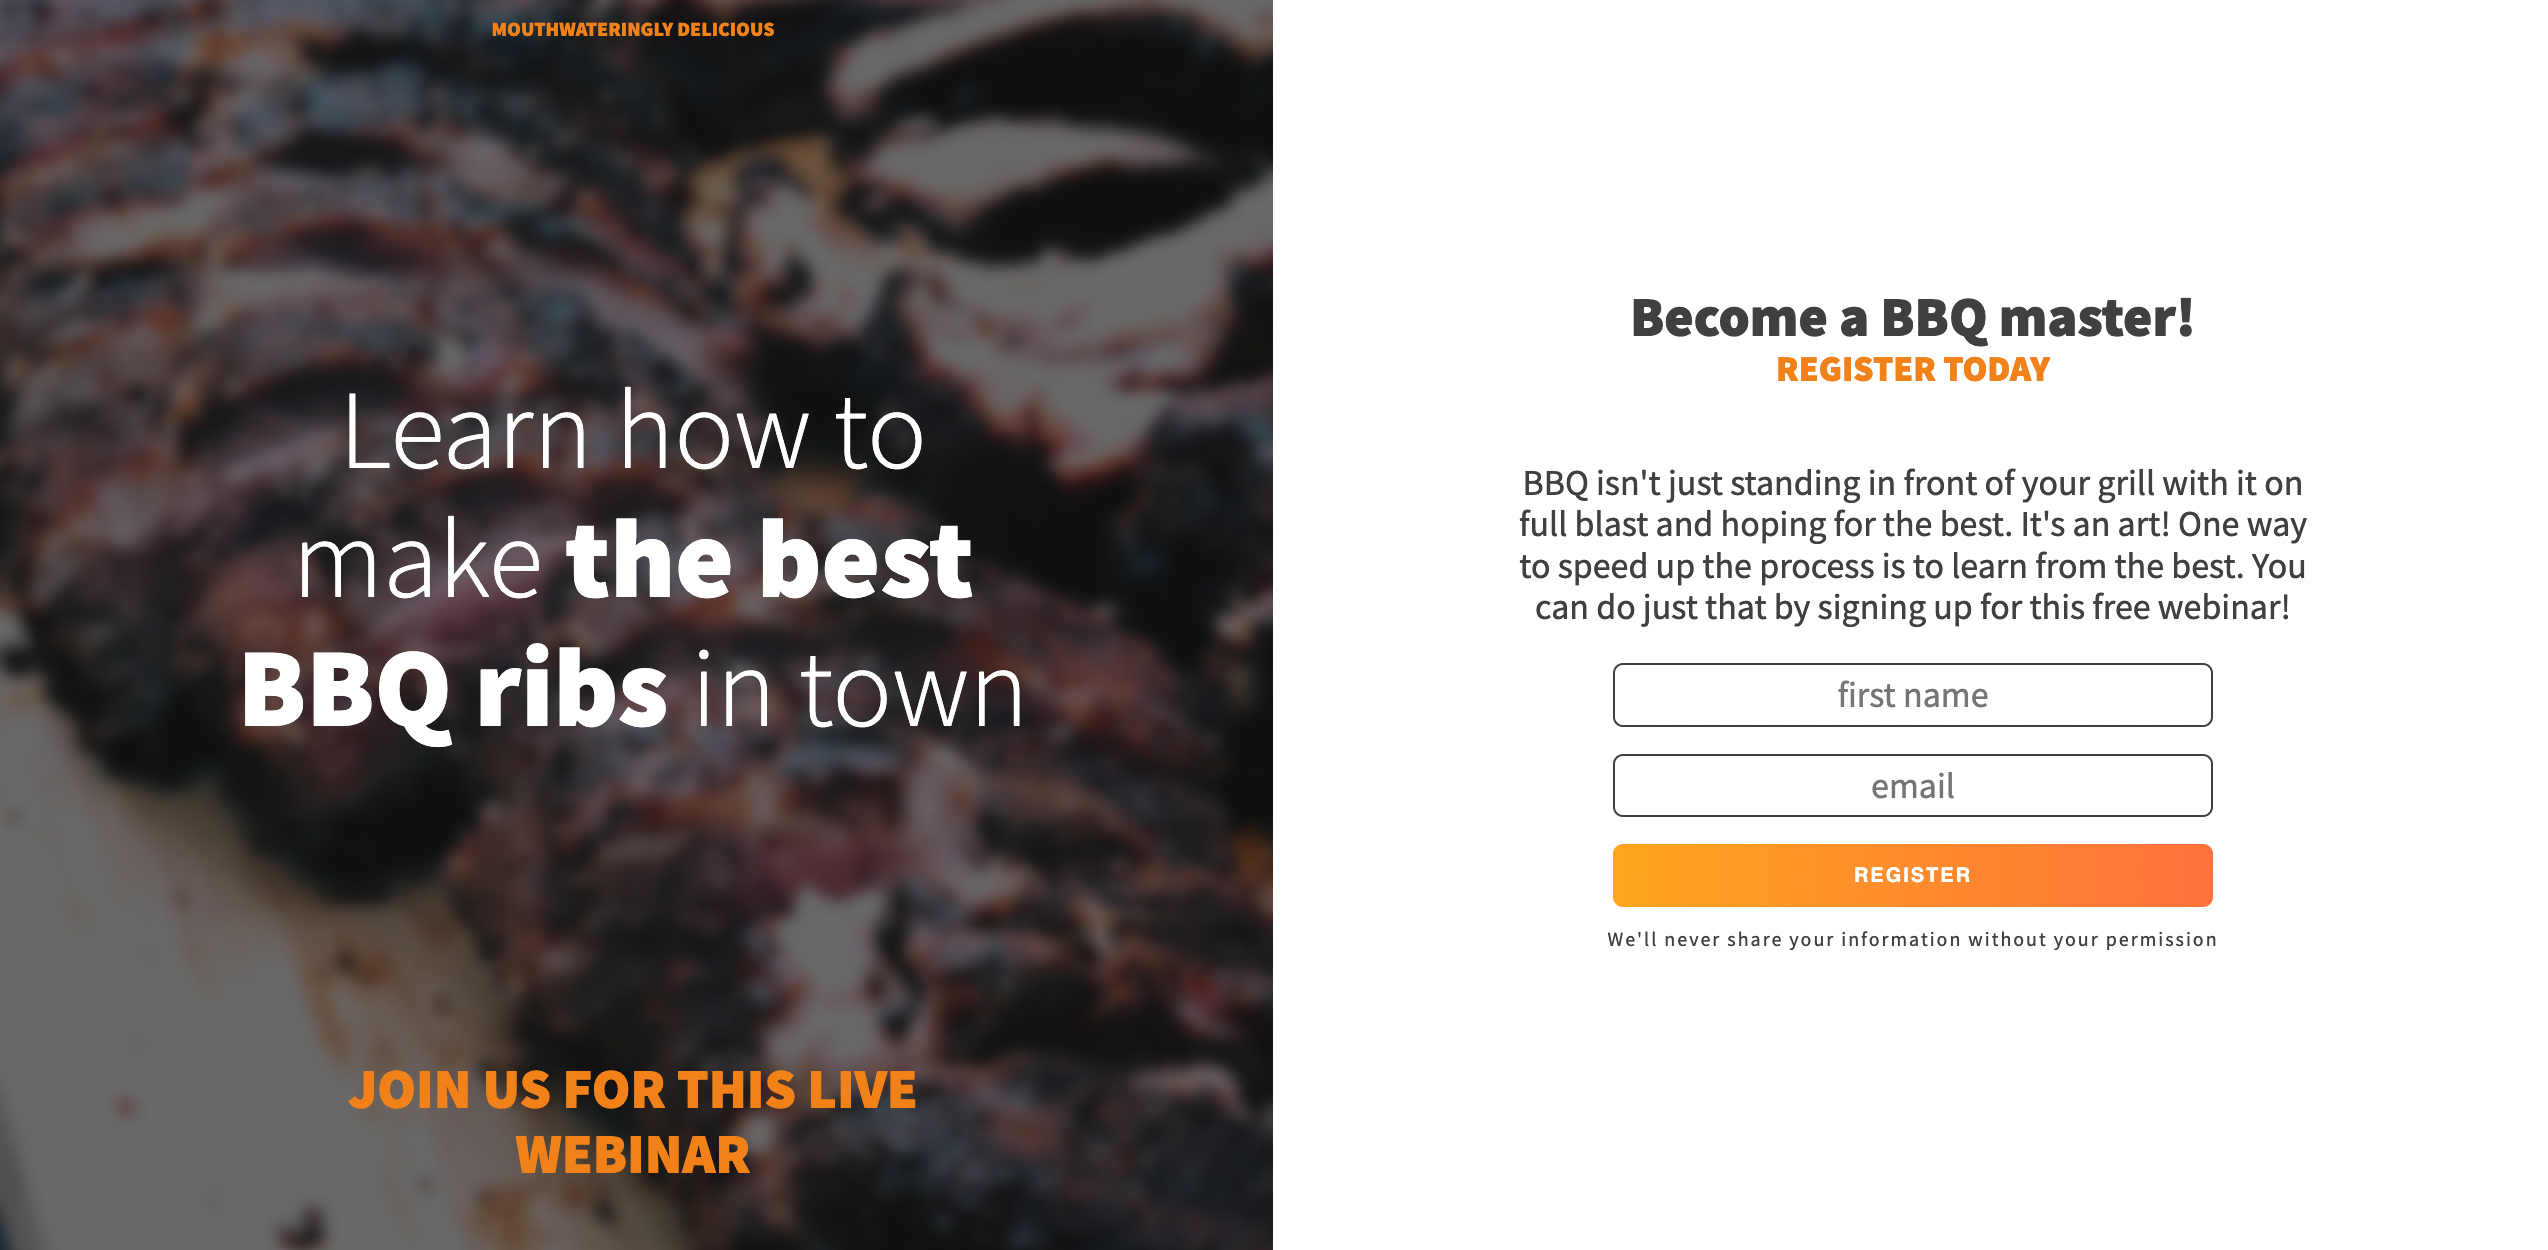 MOUTHWATERINGLY DELICIOUS
Learn how to
make the best
BBQ ribs in town
JOIN US FOR THIS LIVE
WEBINAR
Become a BBQ master!
REGISTER TODAY
BBQ isn't just standing in front of your grill with it on
full blast and hoping for the best. It's an art! One way
to speed up the process is to learn from the best. You
can do just that by signing up for this free webinar!
first name
email
REGISTER
We'll never share your information without your permission